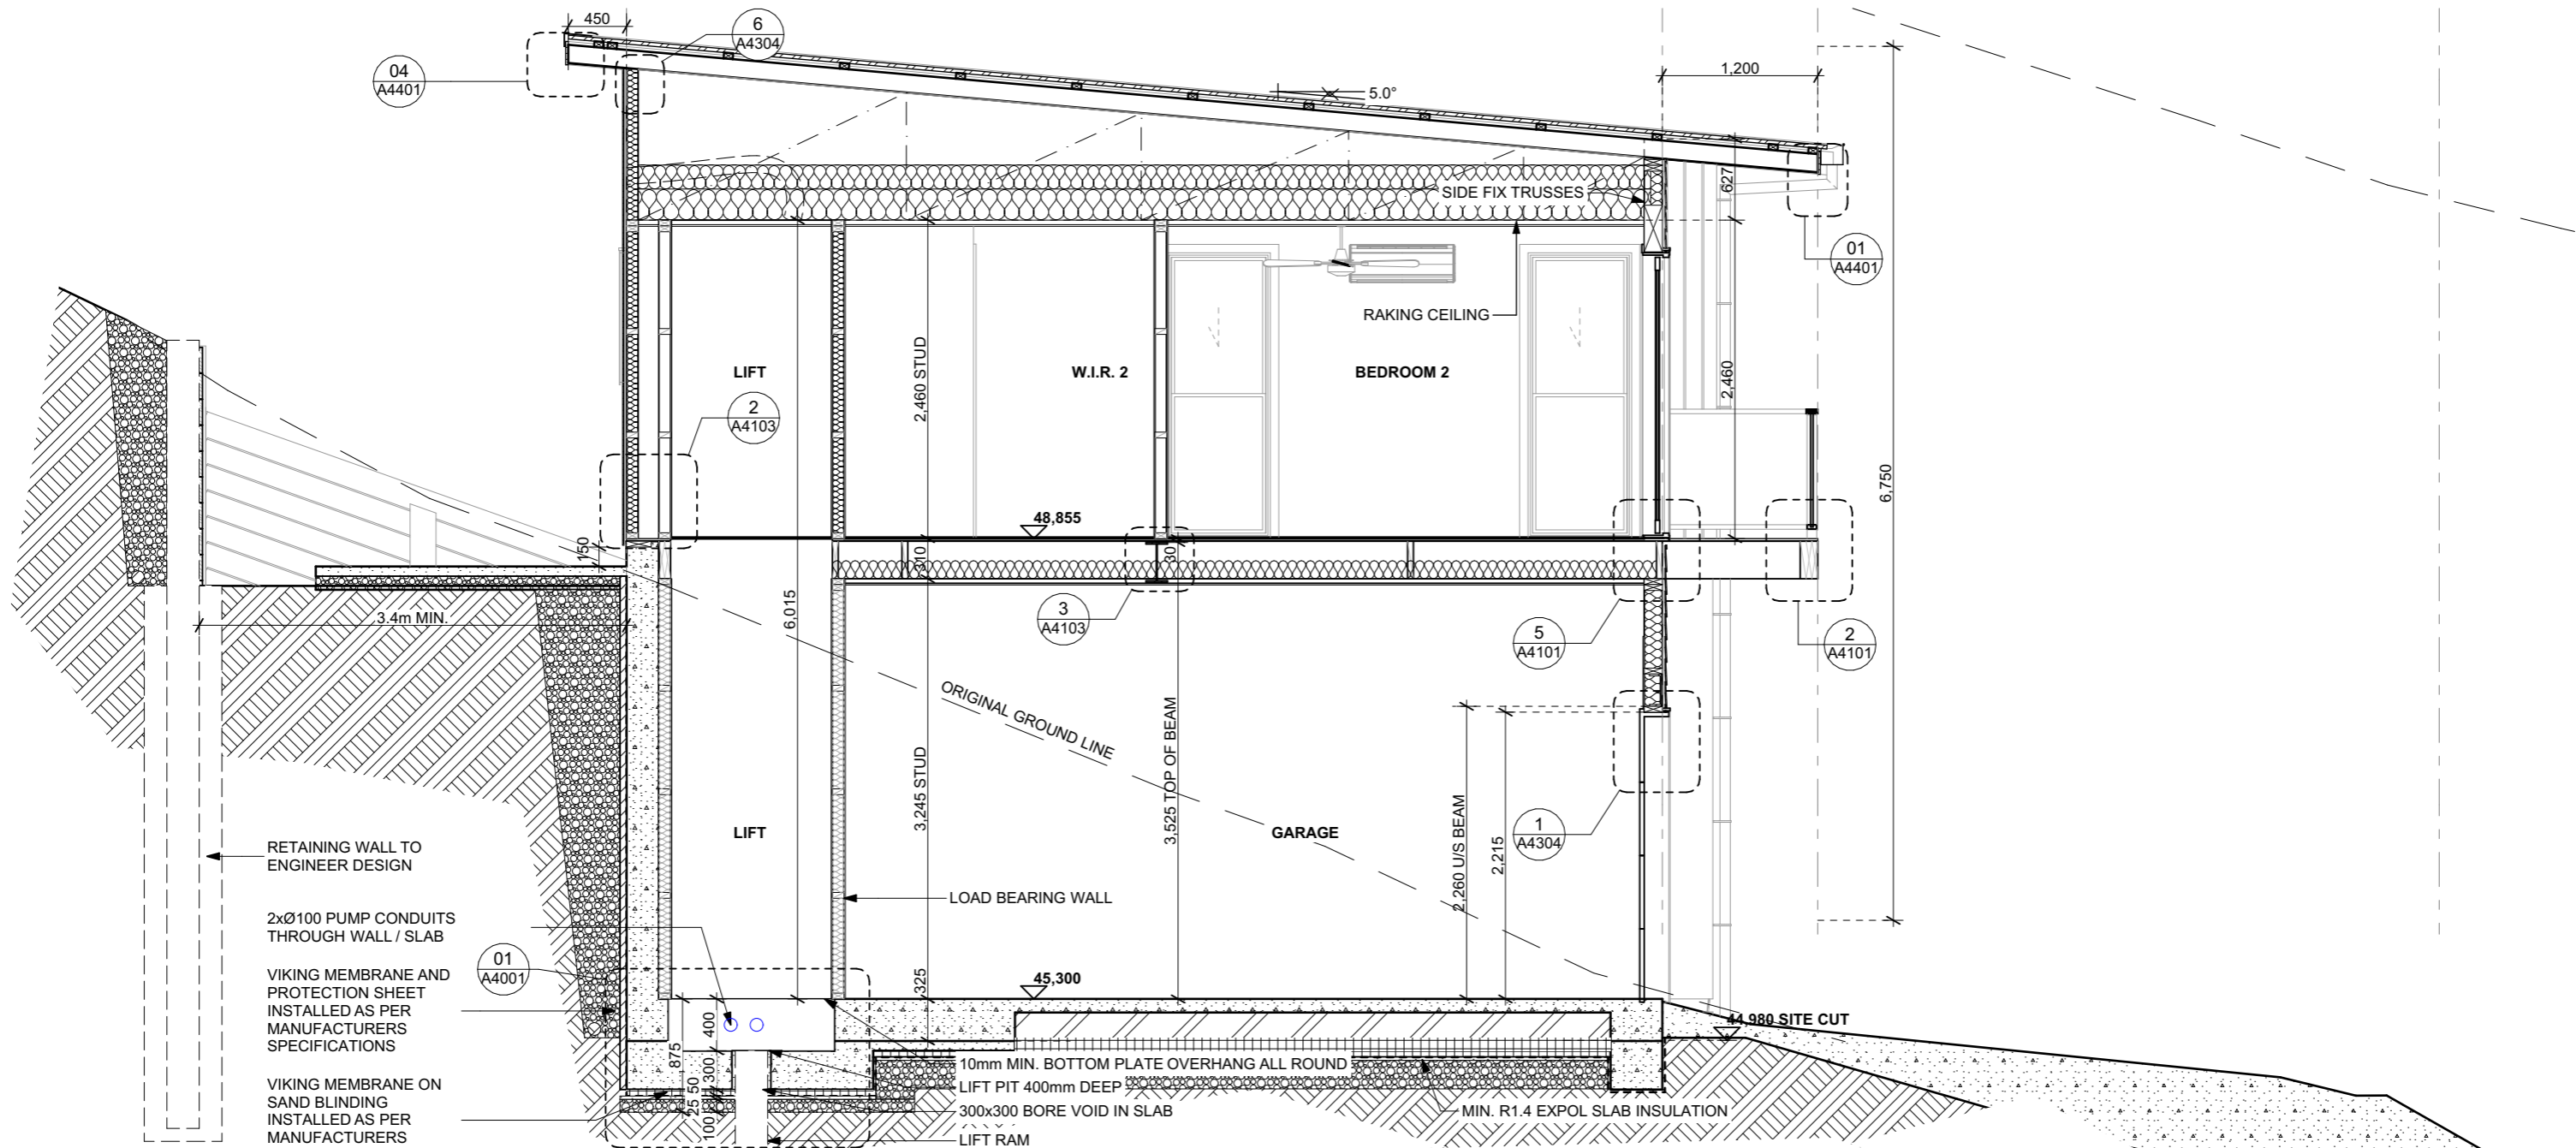 450
6
A4304
04
A4401
1,200
5.0°
627
SIDE FIX TRUSSES
01
A4401
RAKING CEILING
2,460 STUD
LIFT
W.I.R. 2
BEDROOM 2
2,460
2
A4103
6,750
48,855
150
310
30
3.4m MIN.
6,015
3
A4103
5
A4101
2
A4101
ORIGINAL GROUND LINE
3,245 STUD
3,525 TOP OF BEAM
2,260 U/S BEAM
2,215
LIFT
GARAGE
1
A4304
RETAINING WALL TO
ENGINEER DESIGN
LOAD BEARING WALL
2xØ100 PUMP CONDUITS
THROUGH WALL / SLAB
01
A4001
VIKING MEMBRANE AND
PROTECTION SHEET
INSTALLED AS PER
MANUFACTURERS
SPECIFICATIONS
325
45,300
400
875
300
44,980 SITE CUT
10mm MIN. BOTTOM PLATE OVERHANG ALL ROUND
LIFT PIT 400mm DEEP
VIKING MEMBRANE ON
SAND BLINDING
INSTALLED AS PER
MANUFACTURERS
25 50
100
300x300 BORE VOID IN SLAB
MIN. R1.4 EXPOL SLAB INSULATION
LIFT RAM